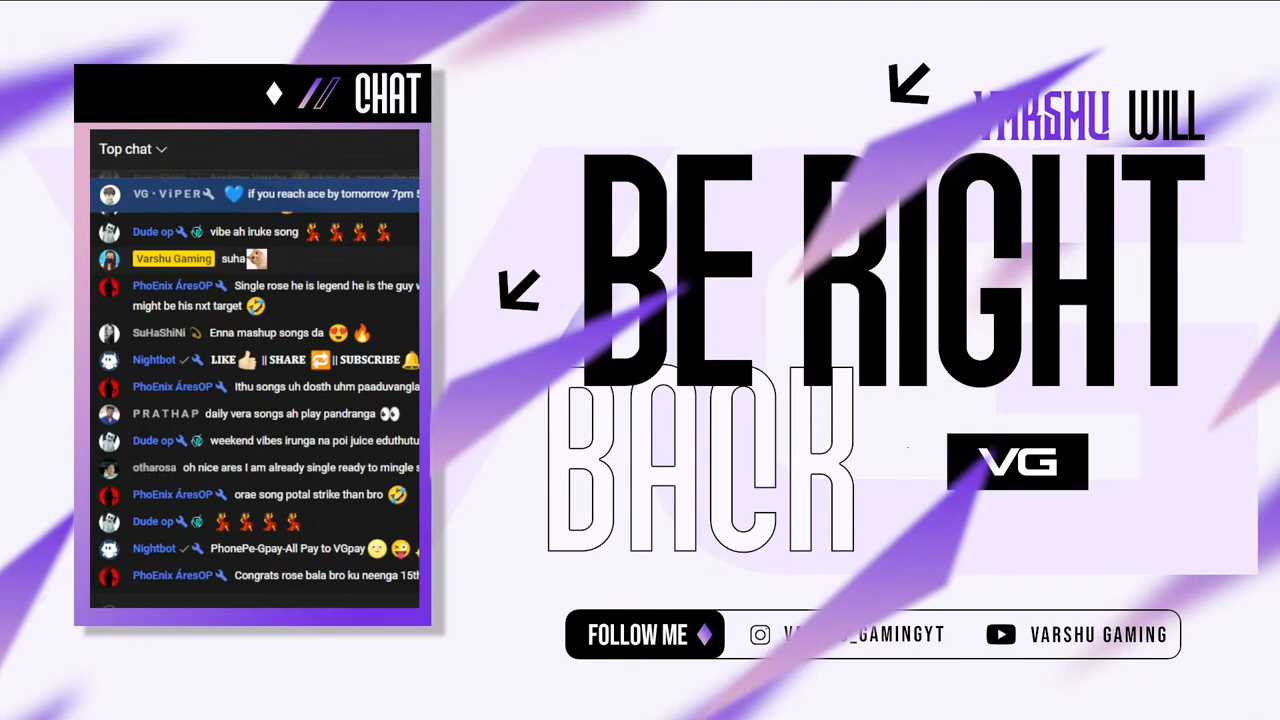 CHAT
Top chat
VG・ViPER 💙 if you reach ace by tomorrow 7pm
Dude op vibe ah iruke song 💃 💃 💃 💃
Varshu Gaming suha
PhoEnix ÁresOP Single rose he is legend he is the guy
might be his nxt target 🤣
SuHaShiNi 💫 Enna mashup songs da 😍 🔥
Nightbot ✓ LIKE👍🏻 || SHARE 🔁 || SUBSCRIBE 🔔
PhoEnix ÁresOP Ithu songs uh dosth uhm paaduvangla
PRATHAP daily vera songs ah play pandranga 👀
Dude op weekend vibes irunga na poi juice eduthutu
otharosa oh nice ares I am already single ready to mingle
PhoEnix ÁresOP orae song potal strike than bro 🤣
Dude op 💃 💃 💃 💃
Nightbot ✓ PhonePe-Gpay-All Pay to VGpay🌝 😜
PhoEnix ÁresOP Congrats rose bala bro ku neenga 15th
VARSHU WILL
BE RIGHT
BACK
VG
FOLLOW ME
VARSHU GAMING